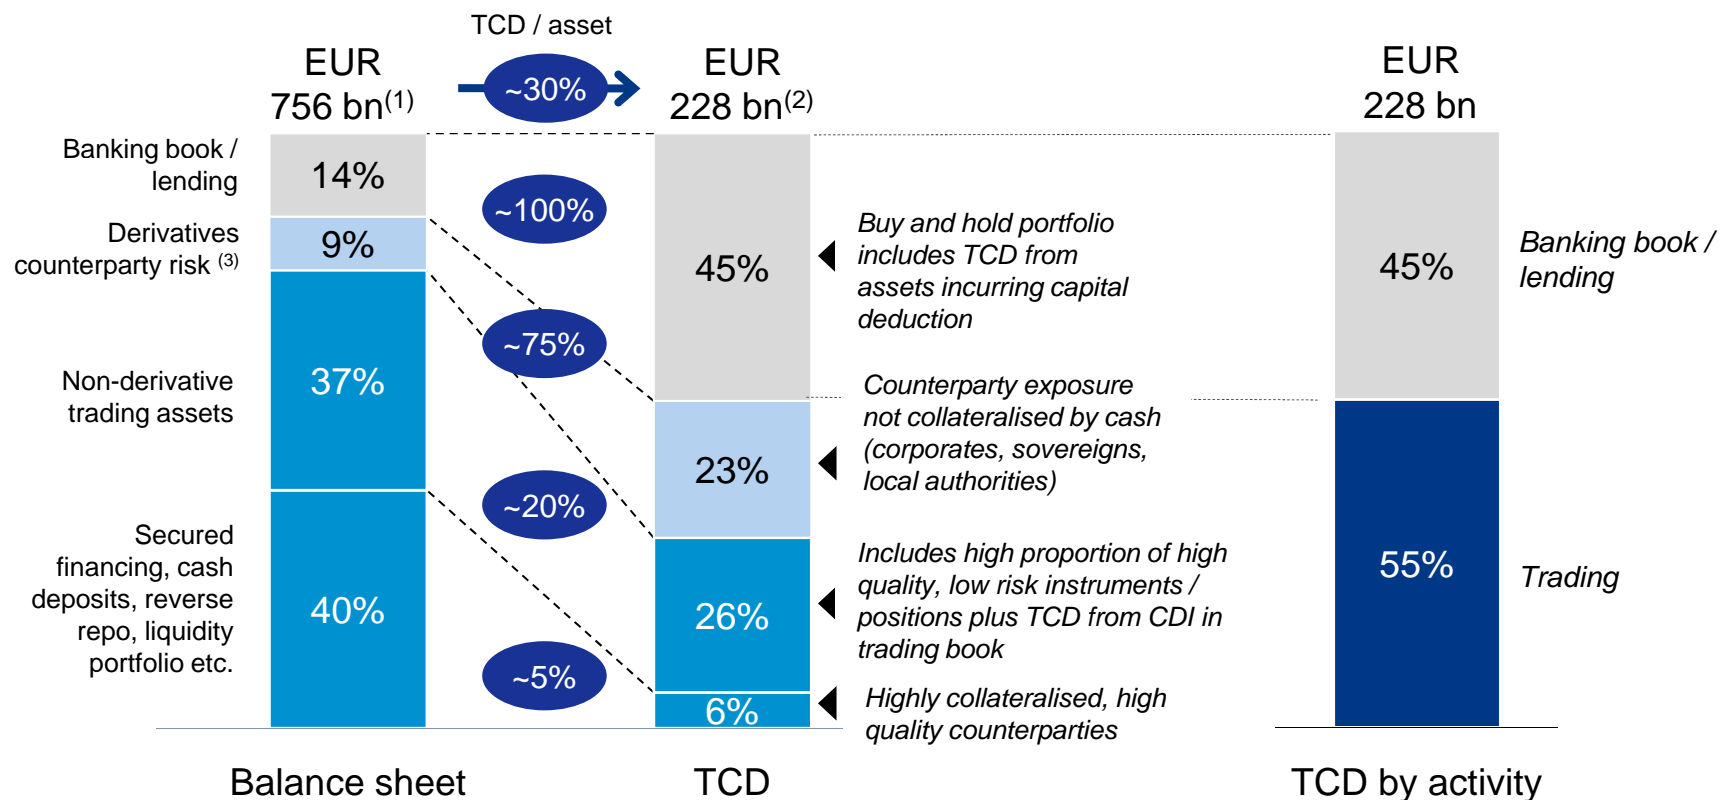 TCD / asset
EUR
756 bn(1)
~30%
EUR
228 bn(2)
EUR
228 bn
Banking book /
lending
14%
~100%
45%
Buy and hold portfolio
includes TCD from
assets incurring capital
deduction
45%
Banking book /
lending
Derivatives
counterparty risk (3)
9%
~75%
Non-derivative
trading assets
37%
23%
Counterparty exposure
not collateralised by cash
(corporates, sovereigns,
local authorities)
~20%
Secured
financing, cash
deposits, reverse
repo, liquidity
portfolio etc.
40%
26%
Includes high proportion of high
quality, low risk instruments /
positions plus TCD from CDI in
trading book
55%
Trading
~5%
6%
Highly collateralised, high
quality counterparties
Balance sheet
TCD
TCD by activity